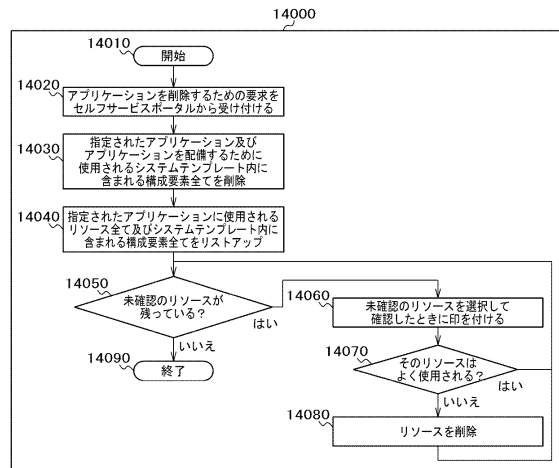 14000
14010
開始
14020
アプリケーションを削除するための要求を
セルフサービスポータルから受け付ける
14030
指定されたアプリケーション及び
アプリケーションを配備するために
使用されるシステムテンプレート内に
含まれる構成要素全てを削除
14040
指定されたアプリケーションに使用される
リソース全て及びシステムテンプレート内に
含まれる構成要素全てをリストアップ
14050
未確認のリソースが
残っている?
はい
いいえ
14060
未確認のリソースを選択して
確認したときに印を付ける
14070
そのリソースは
よく使用される?
はい
いいえ
14080
リソースを削除
14090
終了